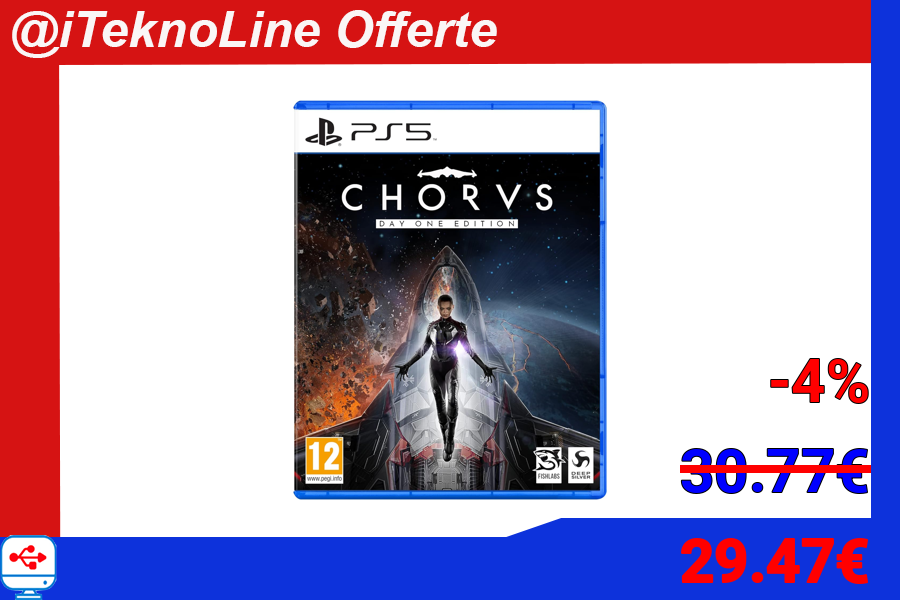 @iTeknoLine Offerte
PS5
CHORVS
DAY ONE EDITION
12
www.pegi.info
FISHLABS
DEEP
SILVER
-4%
30.77€
29.47€